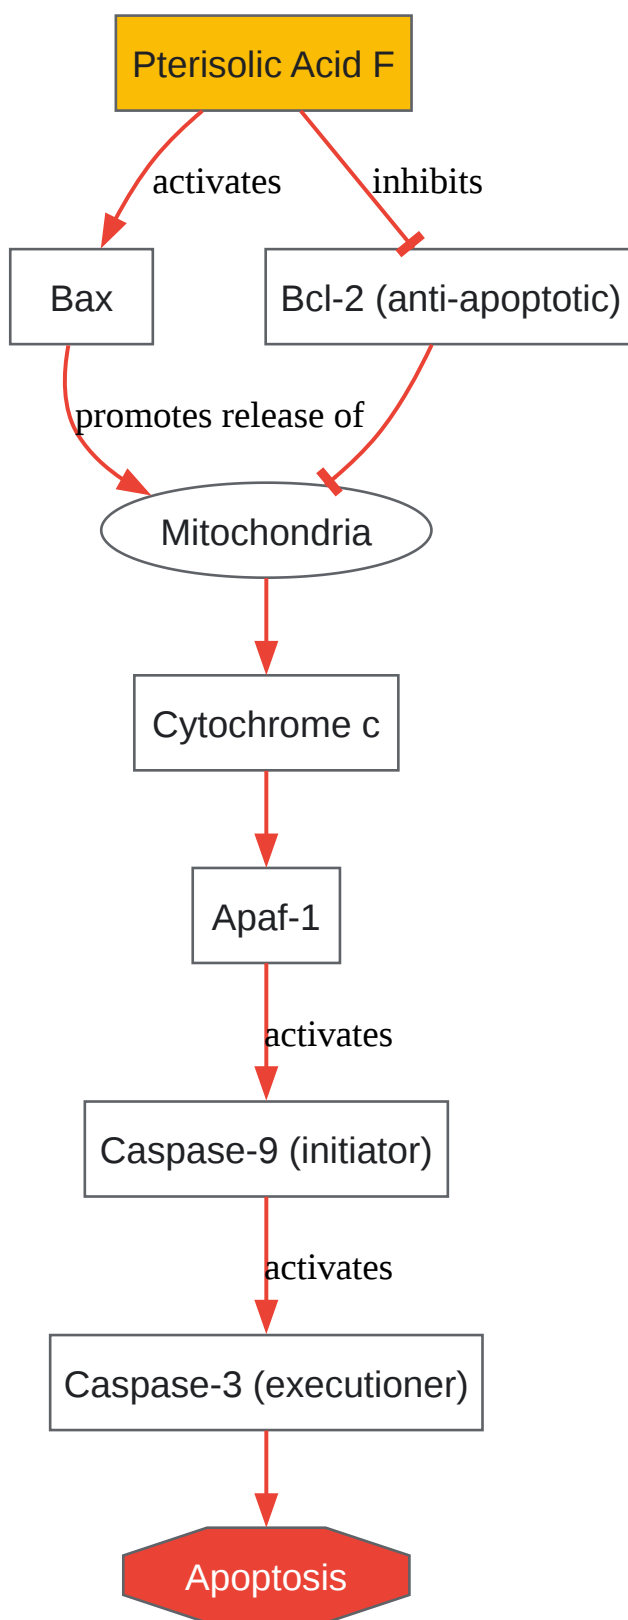 Pterisolic Acid F
activates
inhibits
Bax
Bcl-2 (anti-apoptotic)
promotes release of
Mitochondria
Cytochrome c
Apaf-1
activates
Caspase-9 (initiator)
activates
Caspase-3 (executioner)
Apoptosis